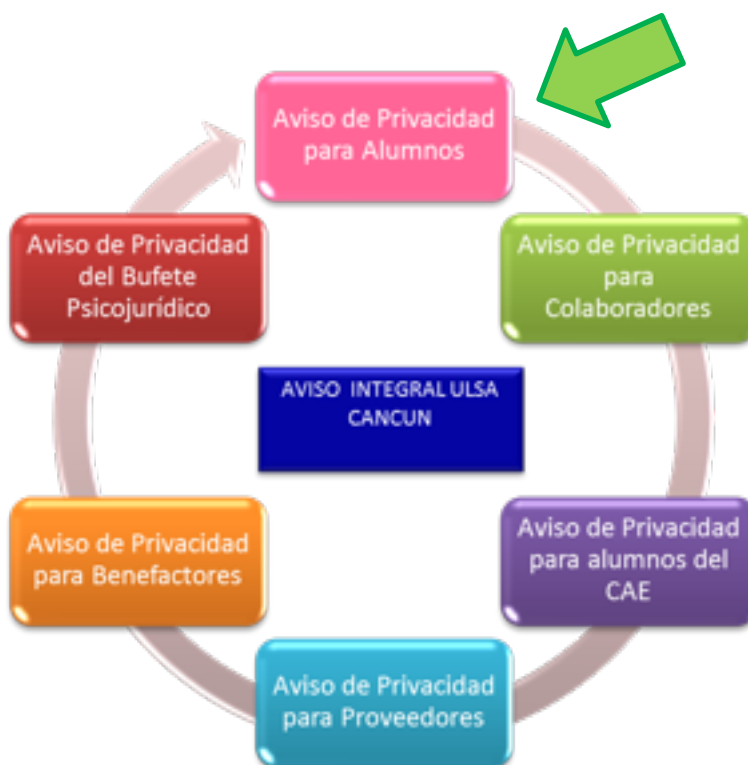 Aviso de Privacidad
para Alumnos
Aviso de Privacidad
para
Colaboradores
Aviso de Privacidad
para alumnos del
CAE
Aviso de Privacidad
para Proveedores
Aviso de Privacidad
para Benefactores
Aviso de Privacidad
del Bufete
Psicojurídico
AVISO INTEGRAL ULSA
CANCUN